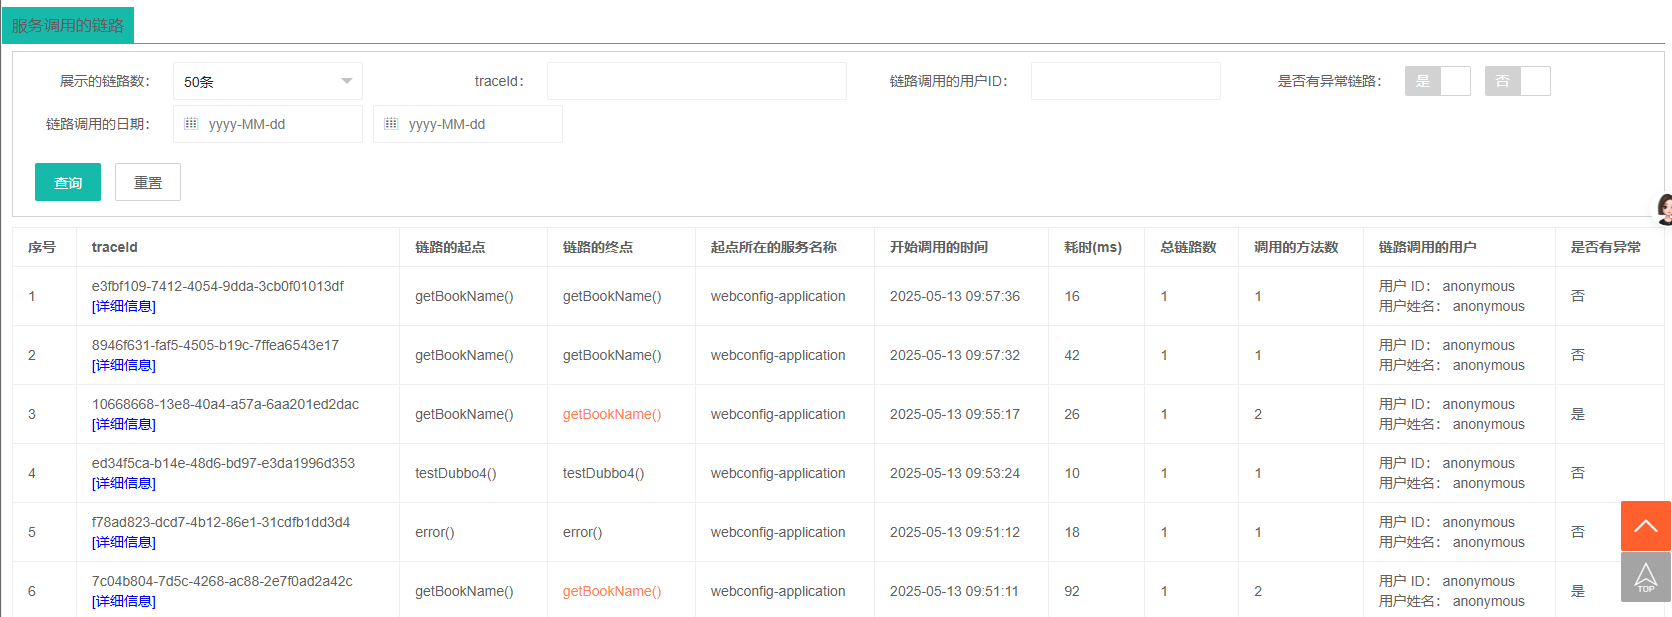 服务调用的链路
展示的链路数： 50条 traceId： 链路调用的用户ID： 是否有异常链路： 是 否
链路调用的日期： yyyy-MM-dd yyyy-MM-dd
查询 重置
序号 traceId 链路的起点 链路的终点 起点所在的服务名称 开始调用的时间 耗时(ms) 总链路数 调用的方法数 链路调用的用户 是否有异常
1 e3fbf109-7412-4054-9dda-3cb0f01013df getBookName() getBookName() webconfig-application 2025-05-13 09:57:36 16 1 1 用户 ID： anonymous 否
[详细信息] 用户姓名： anonymous
2 8946f631-faf5-4505-b19c-7ffea6543e17 getBookName() getBookName() webconfig-application 2025-05-13 09:57:32 42 1 1 用户 ID： anonymous 否
[详细信息] 用户姓名： anonymous
3 10668668-13e8-40a4-a57a-6aa201ed2dac getBookName() getBookName() webconfig-application 2025-05-13 09:55:17 26 1 2 用户 ID： anonymous 是
[详细信息] 用户姓名： anonymous
4 ed34f5ca-b14e-48d6-bd97-e3da1996d353 testDubbo4() testDubbo4() webconfig-application 2025-05-13 09:53:24 10 1 1 用户 ID： anonymous 否
[详细信息] 用户姓名： anonymous
5 f78ad823-dcd7-4b12-86e1-31cdfb1dd3d4 error() error() webconfig-application 2025-05-13 09:51:12 18 1 1 用户 ID： anonymous 否
[详细信息] 用户姓名： anonymous
6 7c04b804-7d5c-4268-ac88-2e7f0ad2a42c getBookName() getBookName() webconfig-application 2025-05-13 09:51:11 92 1 2 用户 ID： anonymous 是
[详细信息] 用户姓名： anonymous
TOP